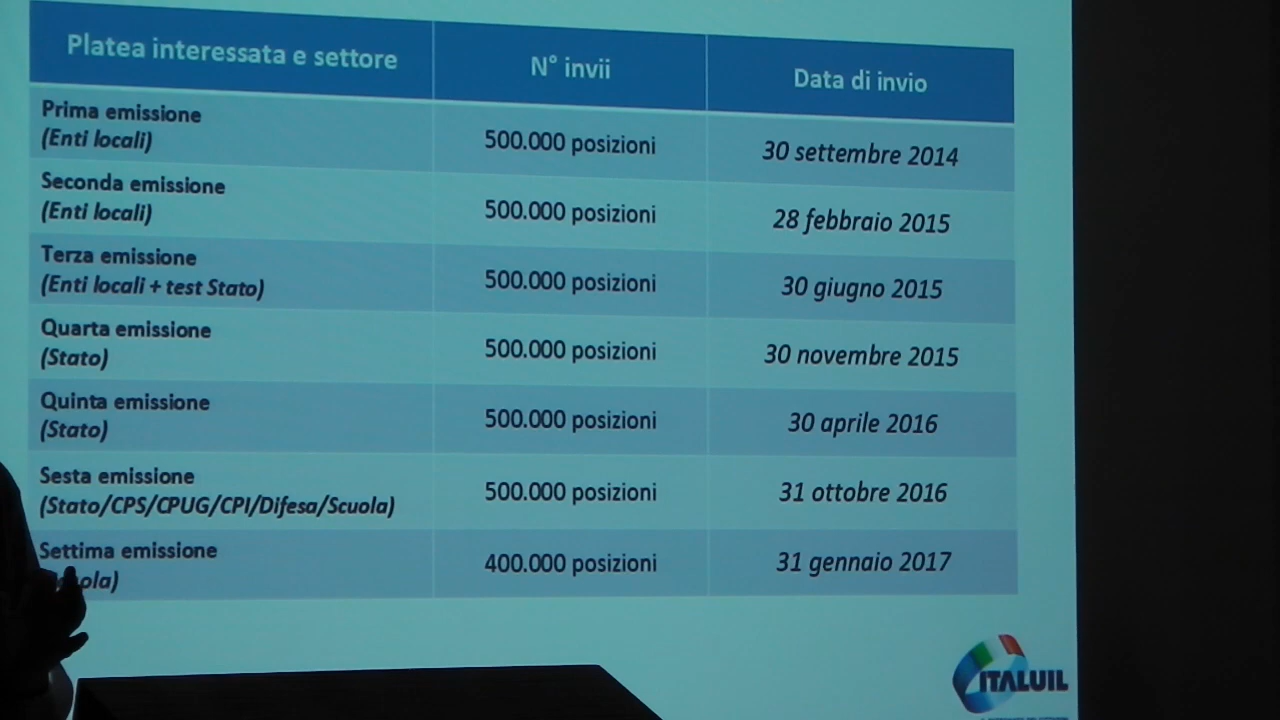 Platea interessata e settore
N° invii
Data di invio
Prima emissione
(Enti locali)
500.000 posizioni
30 settembre 2014
Seconda emissione
(Enti locali)
500.000 posizioni
28 febbraio 2015
Terza emissione
(Enti locali + test Stato)
500.000 posizioni
30 giugno 2015
Quarta emissione
(Stato)
500.000 posizioni
30 novembre 2015
Quinta emissione
(Stato)
500.000 posizioni
30 aprile 2016
Sesta emissione
(Stato/CPS/CPUG/CPI/Difesa/Scuola)
500.000 posizioni
31 ottobre 2016
Settima emissione
400.000 posizioni
31 gennaio 2017
ITALUIL